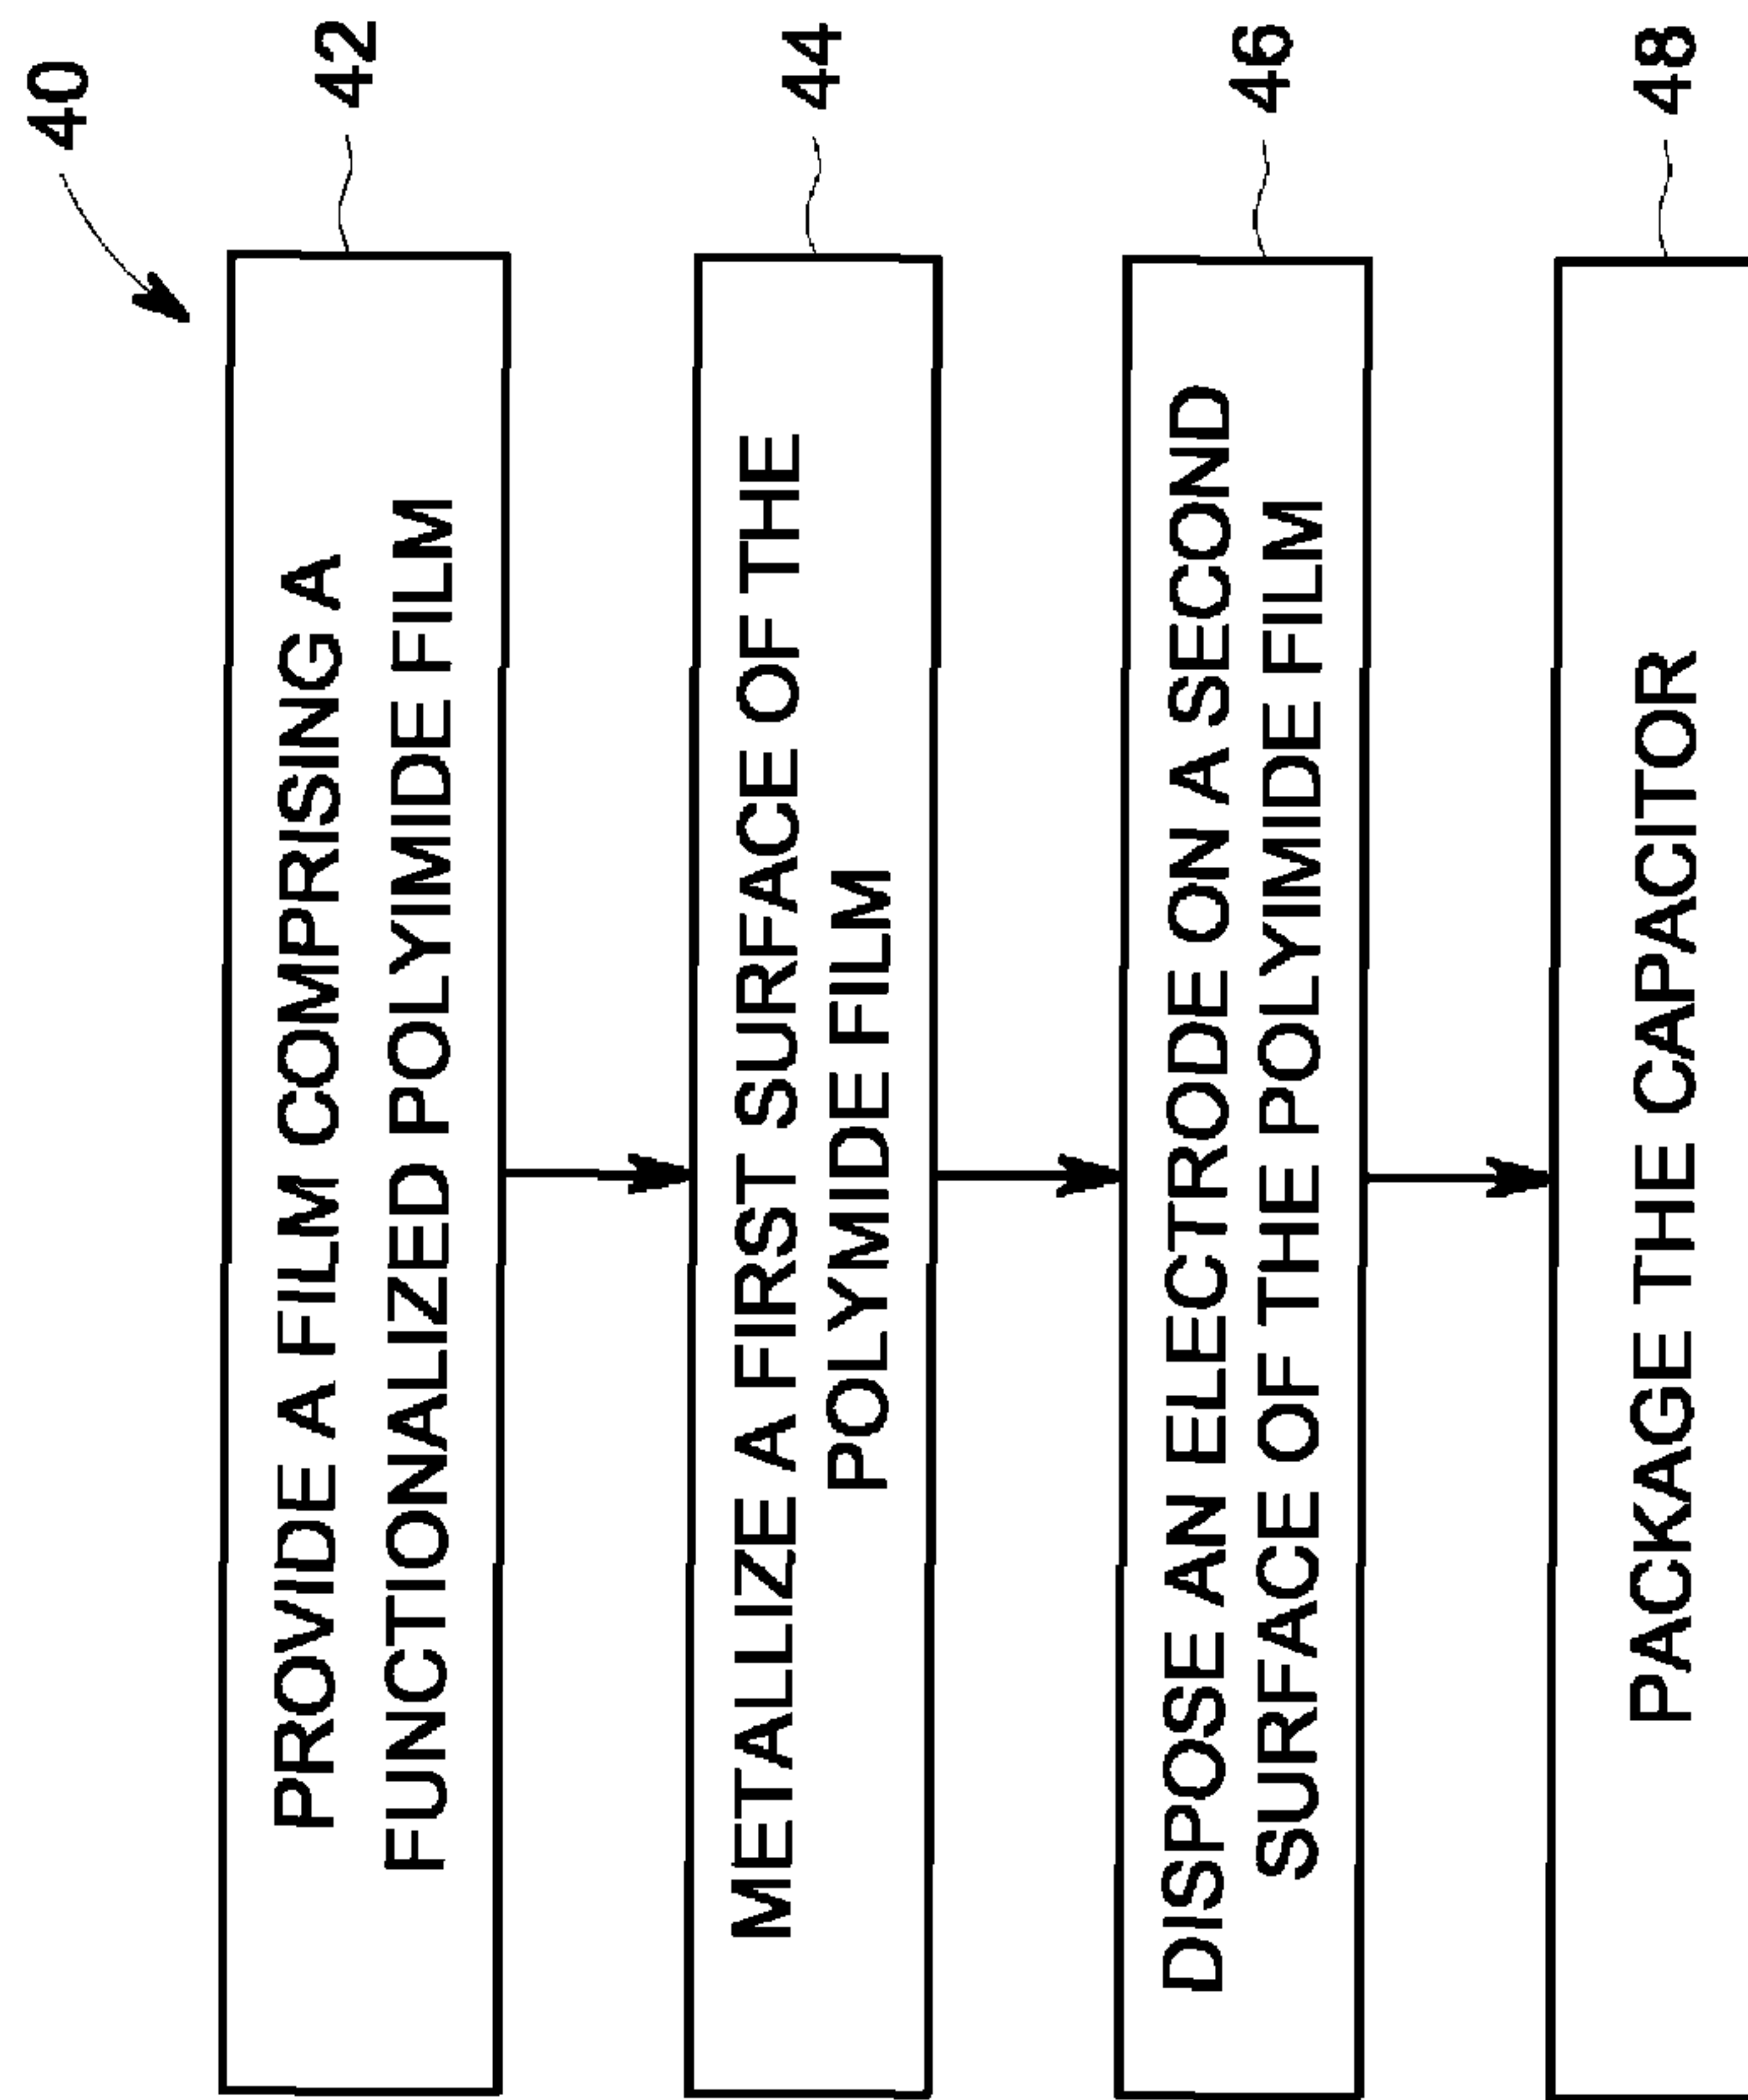 40
PROVIDE A FILM COMPRISING A
FUNCTIONALIZED POLYIMIDE FILM
42
METALLIZE A FIRST SURFACE OF THE
POLYMIDE FILM
44
DISPOSE AN ELECTRODE ON A SECOND
SURFACE OF THE POLYIMIDE FILM
46
PACKAGE THE CAPACITOR
48